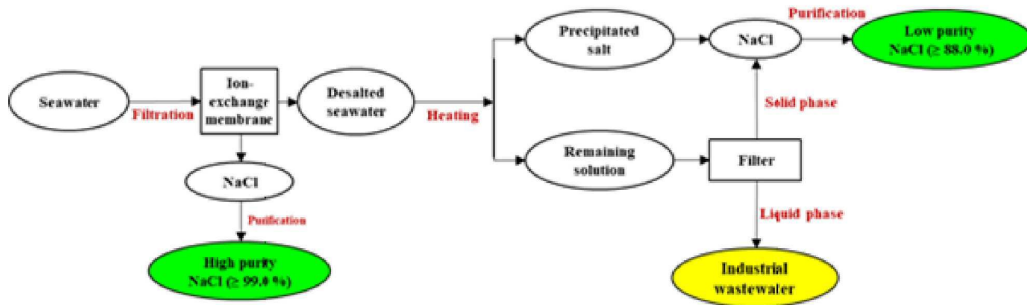 Seawater
Filtration
Ion-
exchange
membrane
Desalted
seawater
Heating
Precipitated
salt
NaCl
Purification
Low purity
NaCl (≥ 88.0 %)
Solid phase
Remaining
solution
Filter
Liquid phase
Industrial
wastewater
NaCl
Purification
High purity
NaCl (≥ 99.0 %)